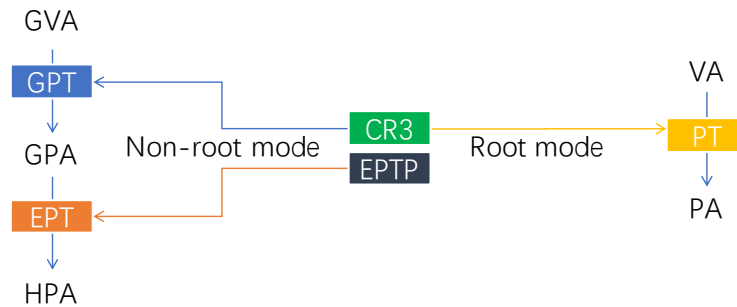 GVA
GPT
GPA
EPT
HPA
Non-root mode
CR3
EPTP
Root mode
VA
PT
PA